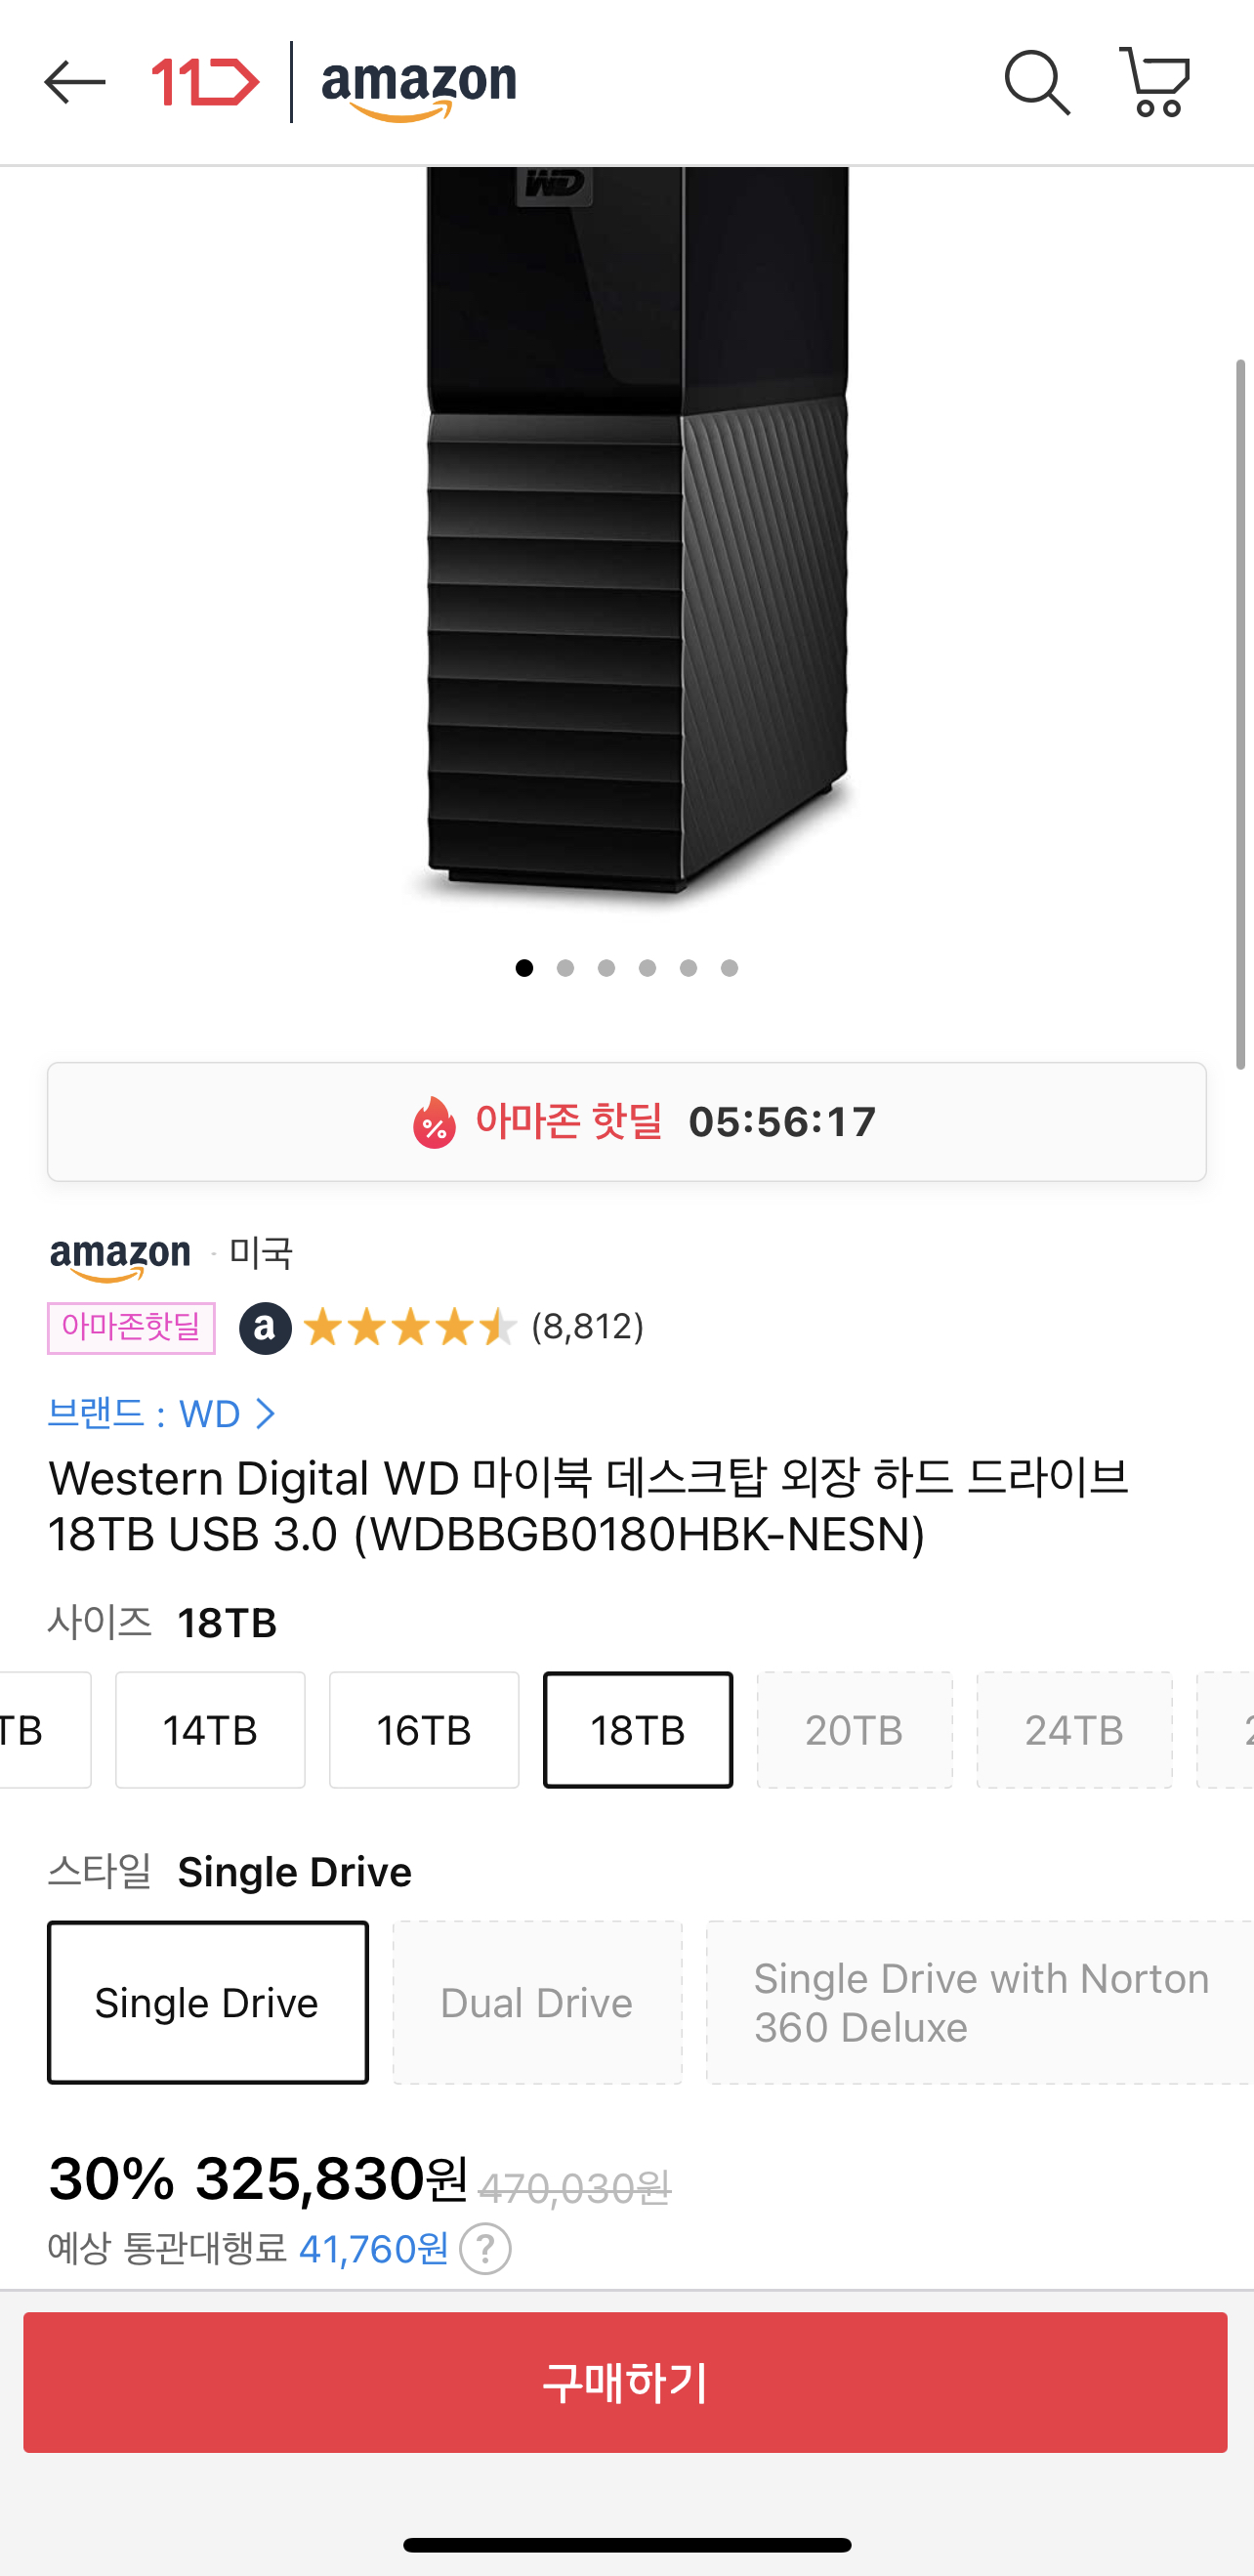 11 amazon
WD
아마존 핫딜 05:56:17
amazon · 미국
아마존핫딜 a (8,812)
브랜드 : WD >
Western Digital WD 마이북 데스크탑 외장 하드 드라이브
18TB USB 3.0 (WDBBGB0180HBK-NESN)
사이즈 18TB
TB 14TB 16TB 18TB 20TB 24TB 2
스타일 Single Drive
Single Drive Dual Drive Single Drive with Norton
360 Deluxe
30% 325,830원 470,030원
예상 통관대행료 41,760원 ?
구매하기